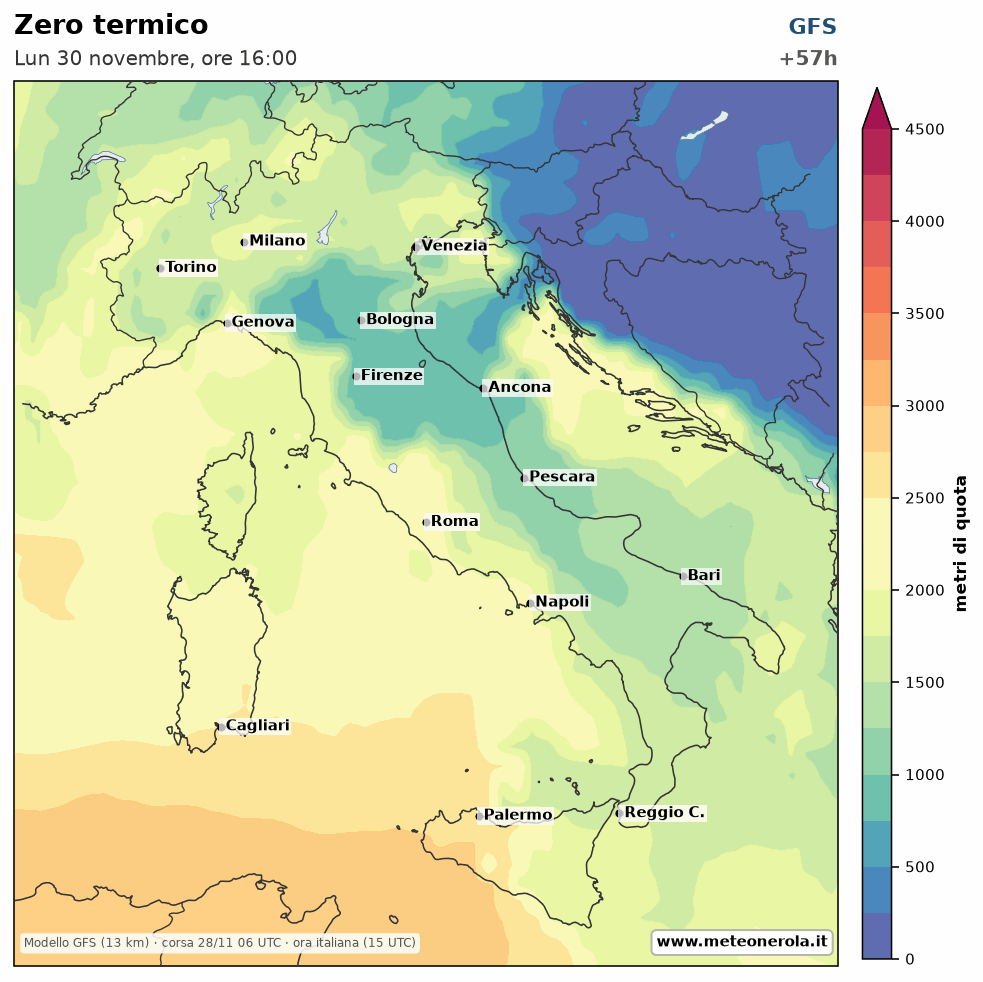 Zero termico
GFS
Lun 30 novembre, ore 16:00
+57h
Milano
Venezia
Torino
Genova
Bologna
Firenze
Ancona
Pescara
Roma
Bari
Napoli
Cagliari
Palermo
Reggio C.
4500
4000
3500
3000
2500
2000
1500
1000
500
0
metri di quota
Modello GFS (13 km) · corsa 28/11 06 UTC · ora italiana (15 UTC)
www.meteonerola.it